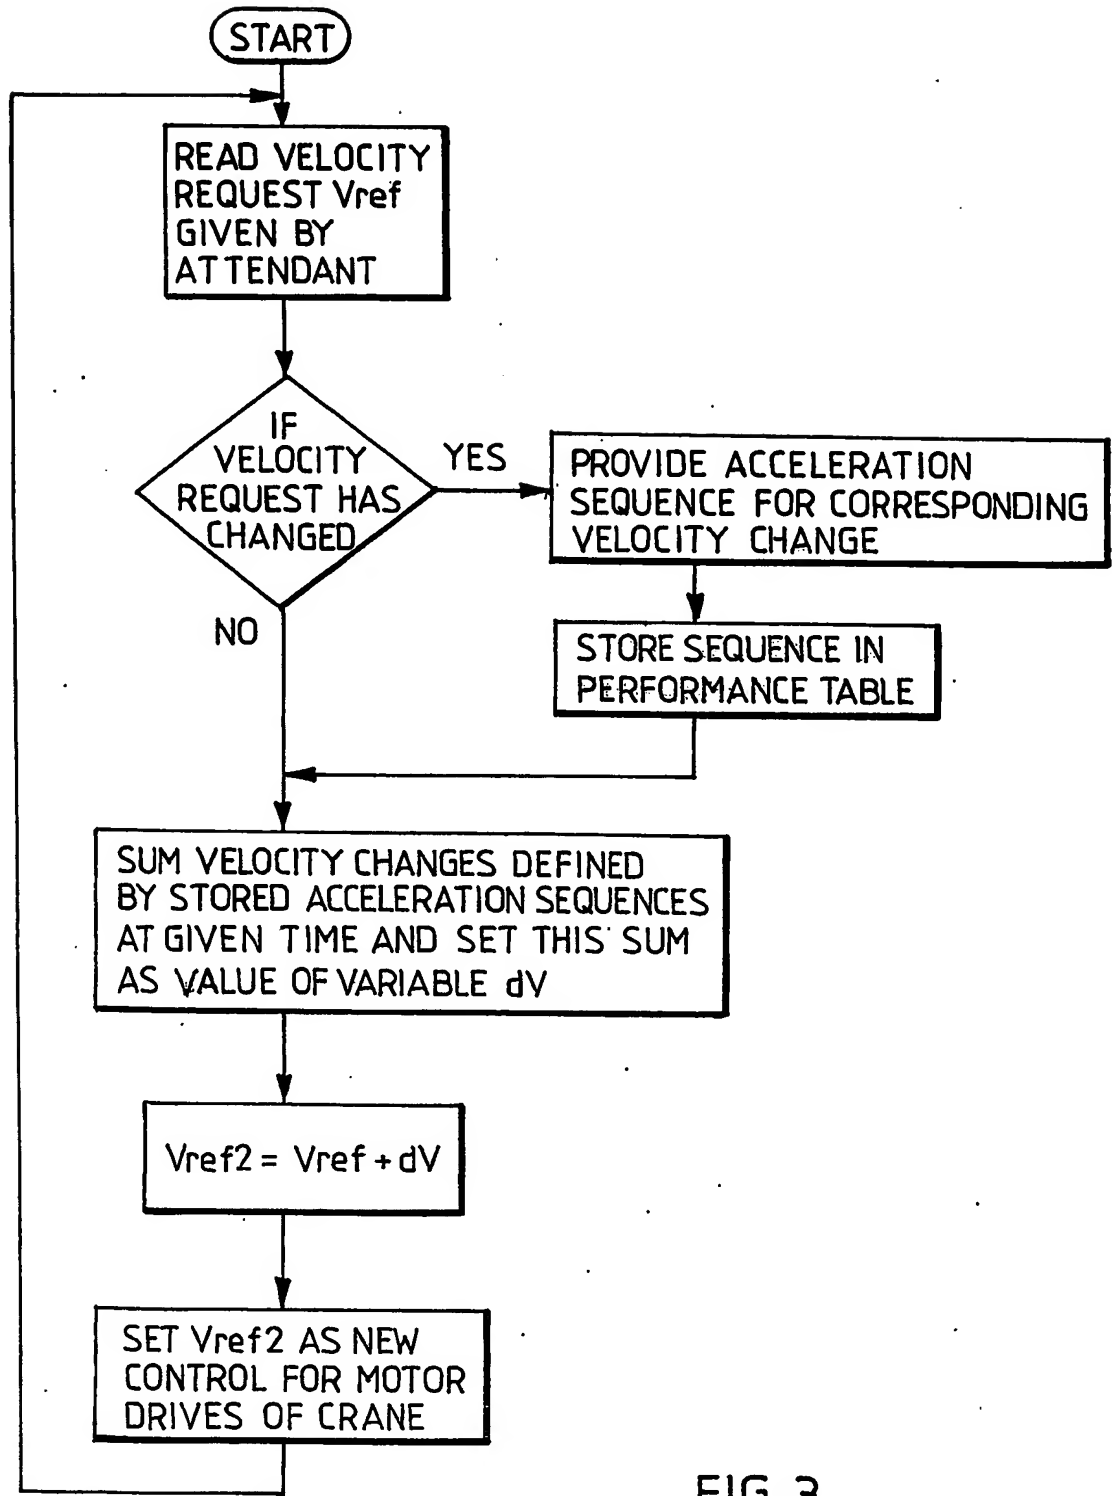 START
READ VELOCITY
REQUEST Vref
GIVEN BY
ATTENDANT
IF
VELOCITY
REQUEST HAS
CHANGED
YES
NO
PROVIDE ACCELERATION
SEQUENCE FOR CORRESPONDING
VELOCITY CHANGE
STORE SEQUENCE IN
PERFORMANCE TABLE
SUM VELOCITY CHANGES DEFINED
BY STORED ACCELERATION SEQUENCES
AT GIVEN TIME AND SET THIS SUM
AS VALUE OF VARIABLE dV
Vref2 = Vref + dV
SET Vref2 AS NEW
CONTROL FOR MOTOR
DRIVES OF CRANE
FIG. 3